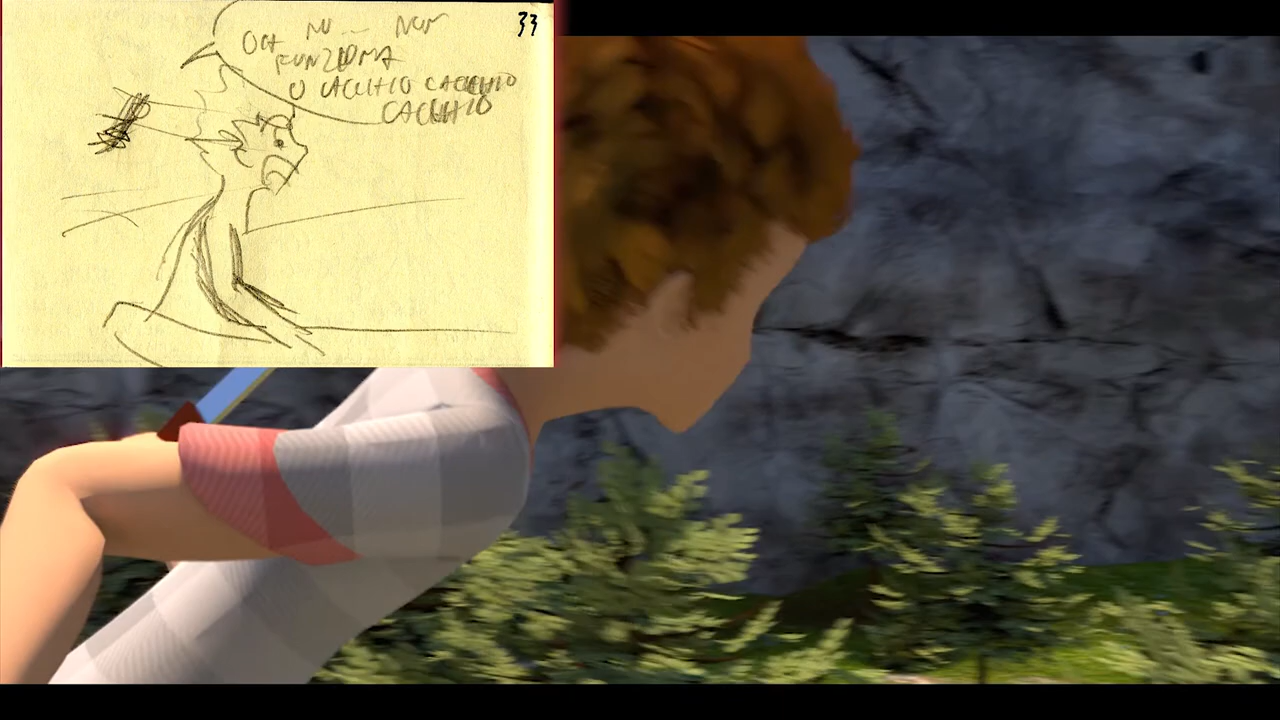 33
OH NO... NON
FUNZIONA
O CACCHIO CACCHIO
CACCHIO